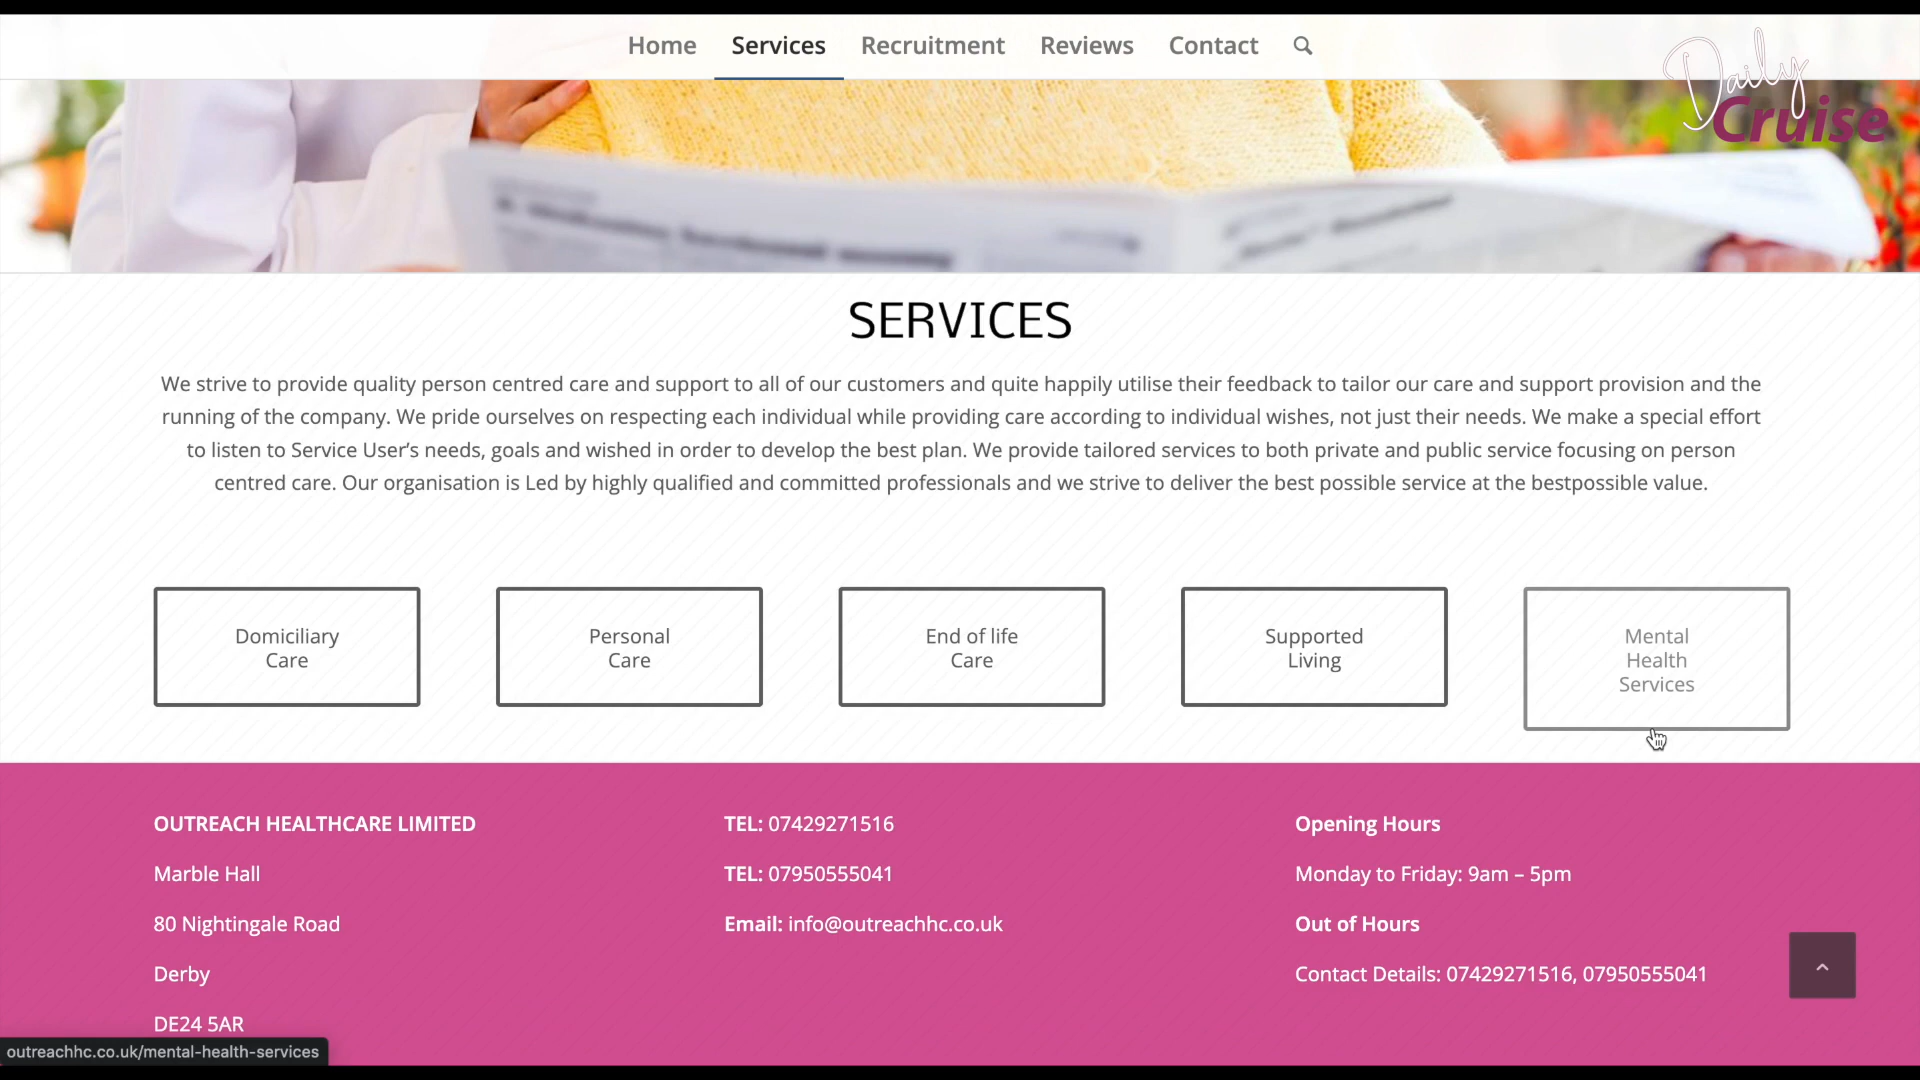 Home Services Recruitment Reviews Contact
Daily
Cruise
SERVICES
We strive to provide quality person centred care and support to all of our customers and quite happily utilise their feedback to tailor our care and support provision and the
running of the company. We pride ourselves on respecting each individual while providing care according to individual wishes, not just their needs. We make a special effort
to listen to Service User’s needs, goals and wished in order to develop the best plan. We provide tailored services to both private and public service focusing on person
centred care. Our organisation is Led by highly qualified and committed professionals and we strive to deliver the best possible service at the bestpossible value.
Domiciliary
Care
Personal
Care
End of life
Care
Supported
Living
Mental
Health
Services
OUTREACH HEALTHCARE LIMITED
Marble Hall
80 Nightingale Road
Derby
DE24 5AR
TEL: 07429271516
TEL: 07950555041
Email: info@outreachhc.co.uk
Opening Hours
Monday to Friday: 9am – 5pm
Out of Hours
Contact Details: 07429271516, 07950555041
outreachhc.co.uk/mental-health-services